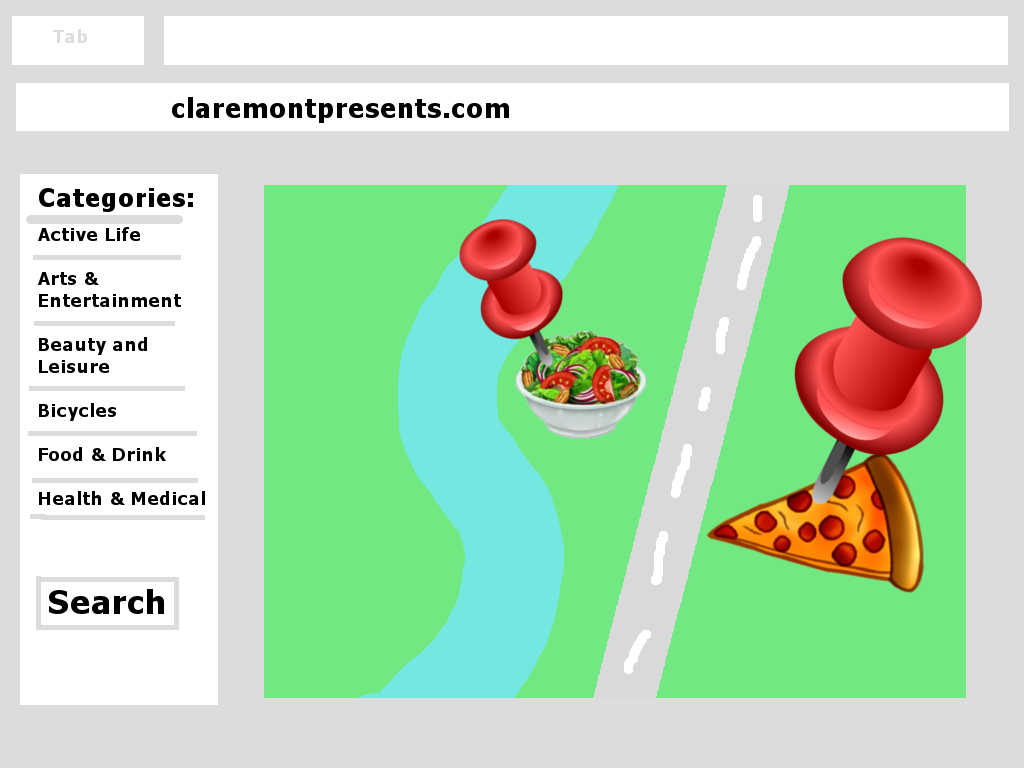 Tab
claremontpresents.com
Categories:
Active Life
Arts &
Entertainment
Beauty and
Leisure
Bicycles
Food & Drink
Health & Medical
Search